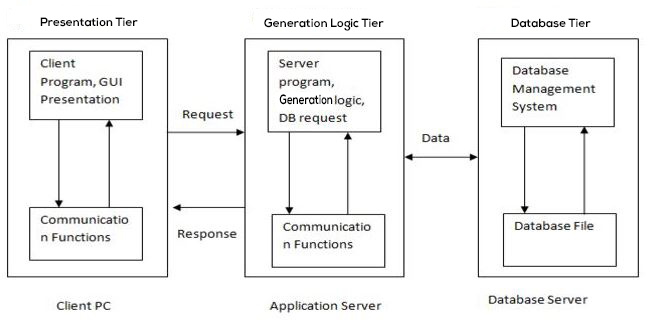 Presentation Tier
Generation Logic Tier
Database Tier
Client
Program, GUI
Presentation
Communicatio
n Functions
Client PC
Request
Response
Server
program,
Generation logic,
DB request
Communicatio
n Functions
Application Server
Data
Database
Management
System
Database File
Database Server